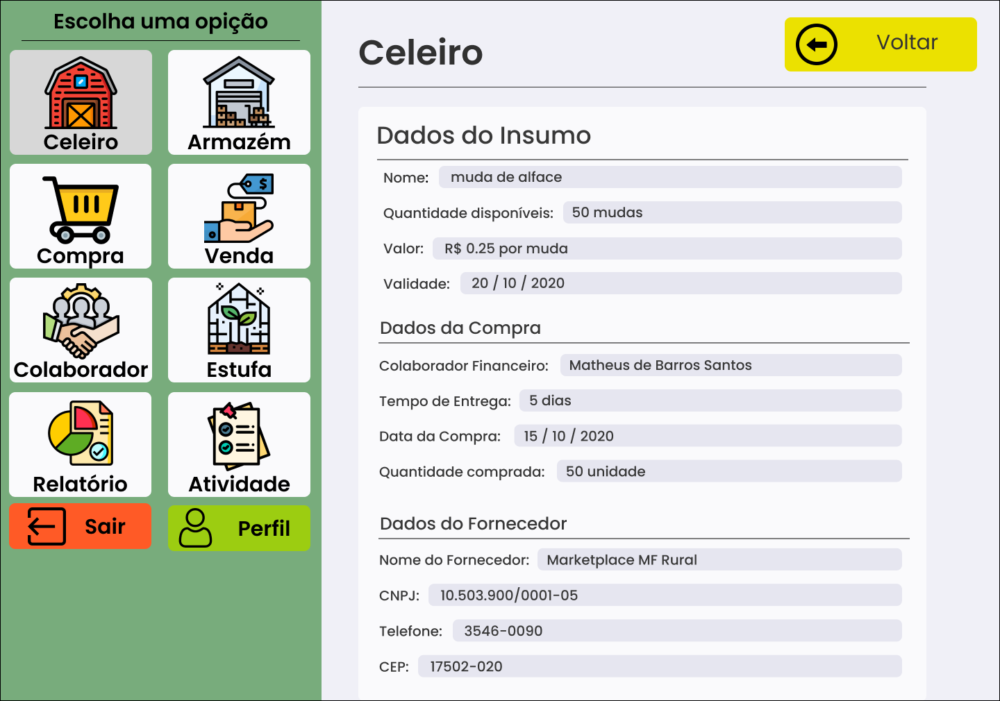 Escolha uma opição
Celeiro
Armazém
Compra
Venda
Colaborador
Estufa
Relatório
Atividade
Sair
Perfil
Celeiro
Voltar
Dados do Insumo
Nome: muda de alface
Quantidade disponíveis: 50 mudas
Valor: R$ 0.25 por muda
Validade: 20 / 10 / 2020
Dados da Compra
Colaborador Financeiro: Matheus de Barros Santos
Tempo de Entrega: 5 dias
Data da Compra: 15 / 10 / 2020
Quantidade comprada: 50 unidade
Dados do Fornecedor
Nome do Fornecedor: Marketplace MF Rural
CNPJ: 10.503.900/0001-05
Telefone: 3546-0090
CEP: 17502-020